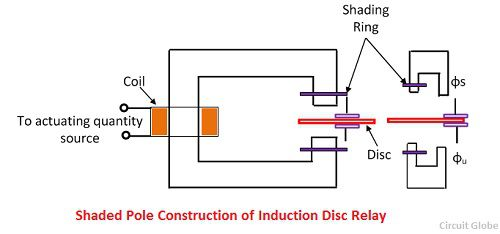 Shading
Ring
Coil
ϕs
To actuating quantity
source
Disc
ϕu
Shaded Pole Construction of Induction Disc Relay
Circuit Globe